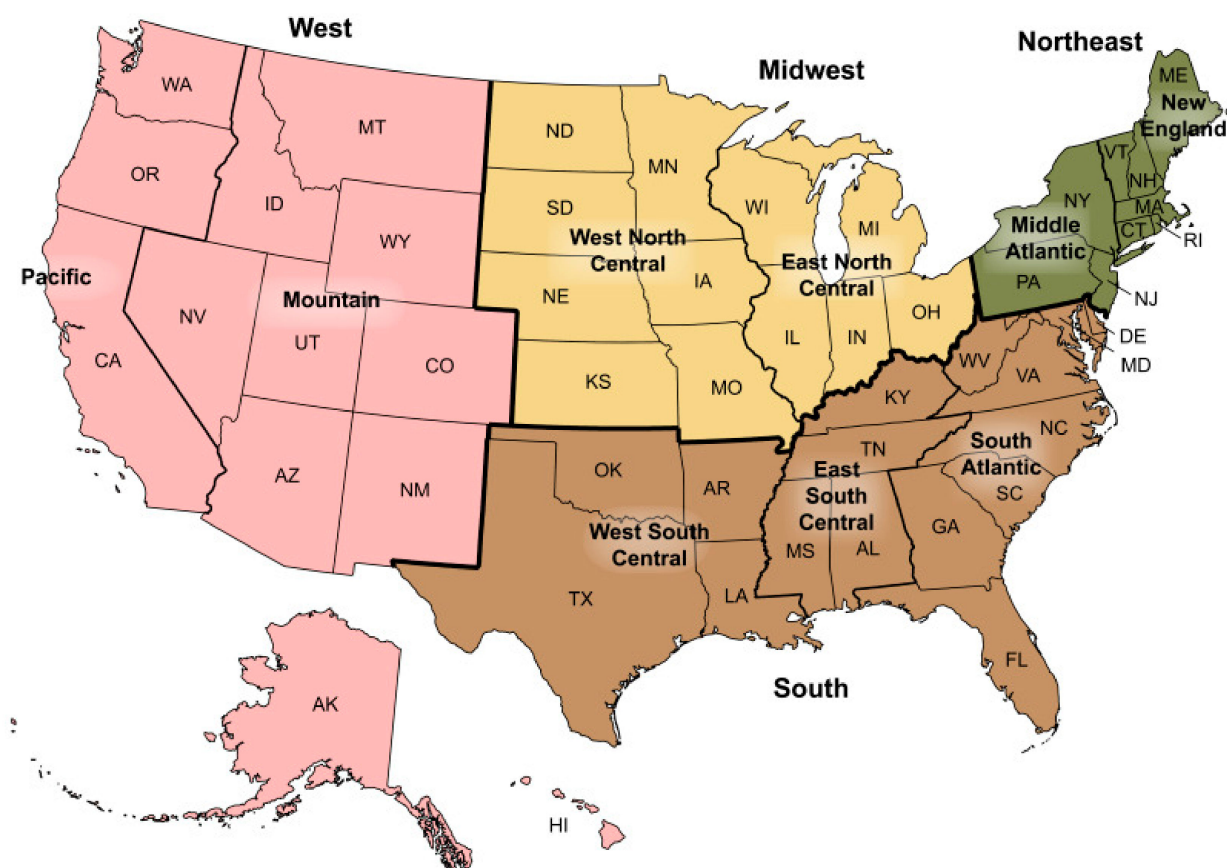 West
Midwest
Northeast
ME
New
England
WA
MT
ND
MN
VT
NH
OR
ID
SD
WI
MI
NY
MA
CT
RI
WY
West North
Central
East North
Central
Middle
Atlantic
Pacific
Mountain
NE
IA
PA
NJ
NV
UT
CO
IL
IN
OH
DE
MD
CA
KS
MO
WV
VA
KY
NC
AZ
NM
OK
AR
TN
South
Atlantic
SC
East
South
Central
West South
Central
MS
AL
GA
TX
LA
FL
South
AK
HI